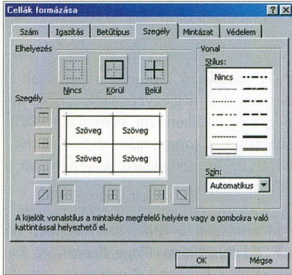 Cellák formázása
Szám Igazítás Betűtípus Szegély Mintázat Védelem
Elhelyezés
Nincs Körül Belül
Szegély
Szöveg Szöveg
Szöveg Szöveg
Vonal
Stílus:
Nincs
Szín:
Automatikus
A kijelölt vonalstílus a mintakép megfelelő helyére vagy a gombokra való
kattintással helyezhető el.
OK Mégse